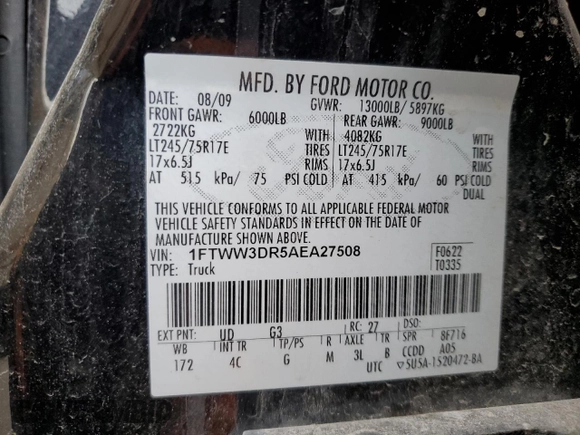 MFD. BY FORD MOTOR CO.
DATE: 08/09 GVWR: 13000LB/ 5897KG
FRONT GAWR: 6000LB REAR GAWR: 9000LB
2722KG WITH 4082KG WITH
LT245/75R17E TIRES LT245/75R17E TIRES
17x6.5J RIMS 17x6.5J RIMS
AT 515 kPa/ 75 PSI COLD AT 415 kPa/ 60 PSI COLD
DUAL
THIS VEHICLE CONFORMS TO ALL APPLICABLE FEDERAL MOTOR
VEHICLE SAFETY STANDARDS IN EFFECT ON THE DATE OF
MANUFACTURE SHOWN ABOVE.
VIN: 1FTWW3DR5AEA27508 F0622
TYPE: Truck T0335
EXT PNT: UD G3 RC: 27 DSO:
WB INT TR TP/PS R AXLE TR SPR 8F716
172 4C G M 3L B CCDD A05
UTC ▽5U5A-1520472-BA